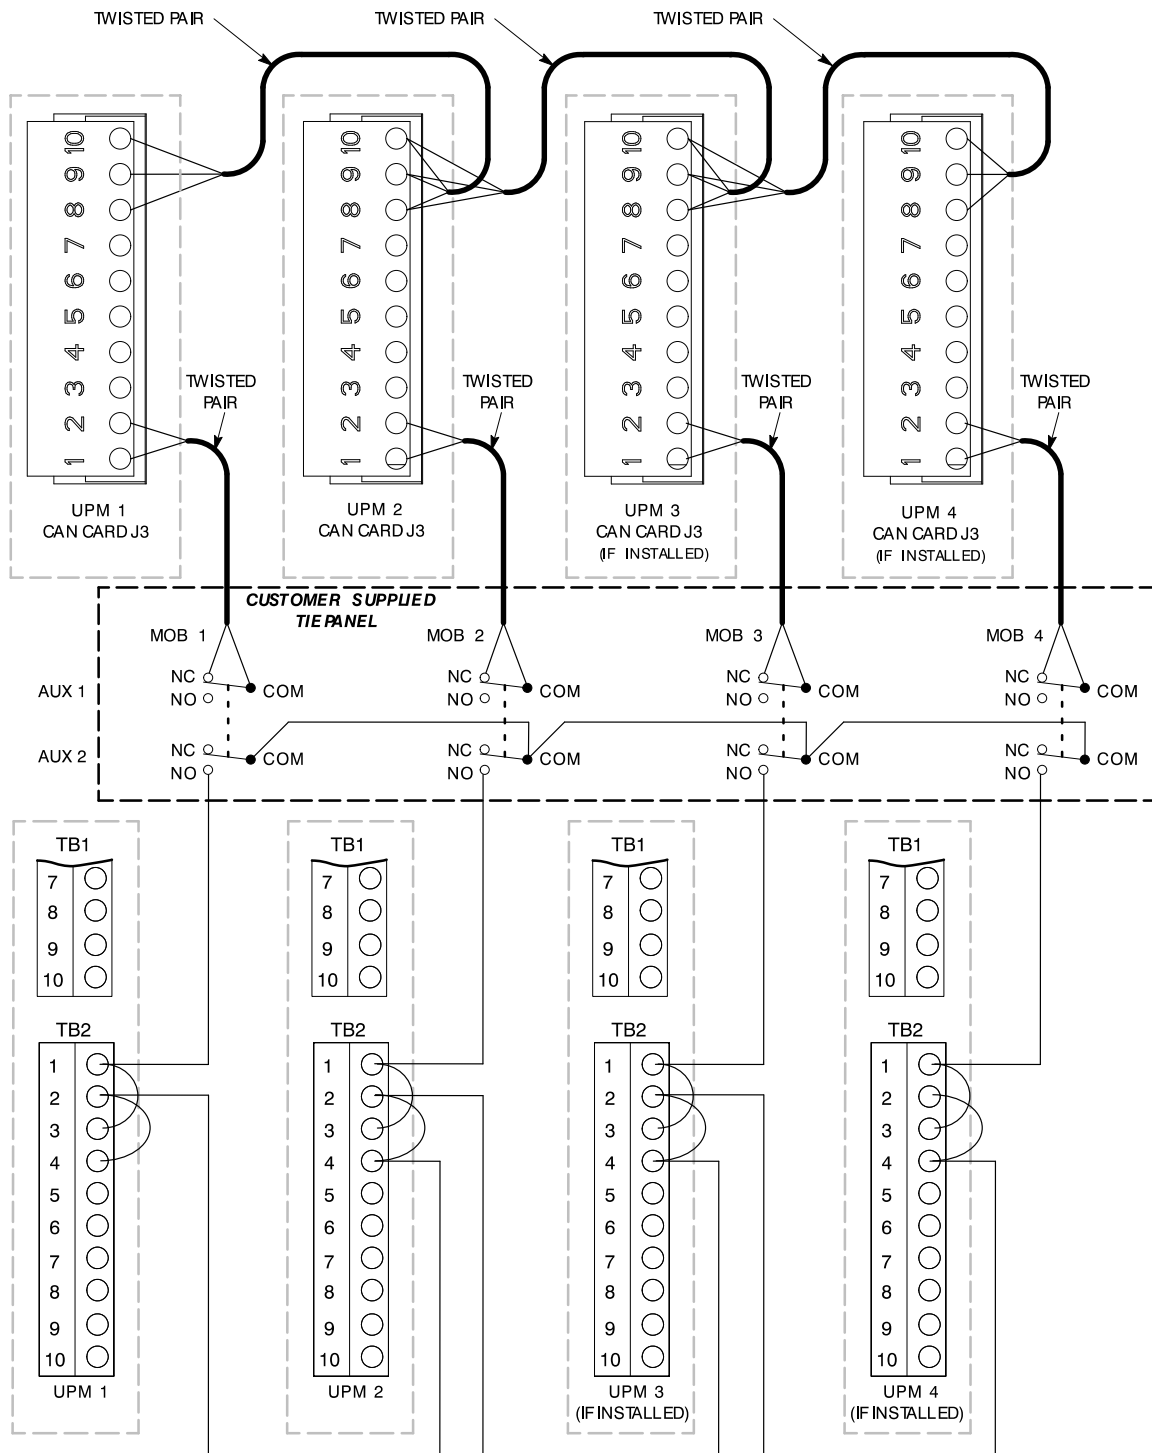 TWISTED PAIR TWISTED PAIR TWISTED PAIR
10 10 10 10
9 9 9 9
8 8 8 8
7 7 7 7
6 6 6 6
5 5 5 5
4 4 4 4
3 3 3 3
2 2 2 2
1 1 1 1
TWISTED PAIR TWISTED PAIR TWISTED PAIR TWISTED PAIR
UPM 1 UPM 2 UPM 3 UPM 4
CAN CARD J3 CAN CARD J3 CAN CARD J3 CAN CARD J3
(IF INSTALLED) (IF INSTALLED)
CUSTOMER SUPPLIED
TIE PANEL
MOB 1 MOB 2 MOB 3 MOB 4
NC NC NC NC
AUX 1 COM COM COM COM
NO NO NO NO
NC NC NC NC
AUX 2 COM COM COM COM
NO NO NO NO
TB1 TB1 TB1 TB1
7 7 7 7
8 8 8 8
9 9 9 9
10 10 10 10
TB2 TB2 TB2 TB2
1 1 1 1
2 2 2 2
3 3 3 3
4 4 4 4
5 5 5 5
6 6 6 6
7 7 7 7
8 8 8 8
9 9 9 9
10 10 10 10
UPM 1 UPM 2 UPM 3 UPM 4
(IF INSTALLED) (IF INSTALLED)